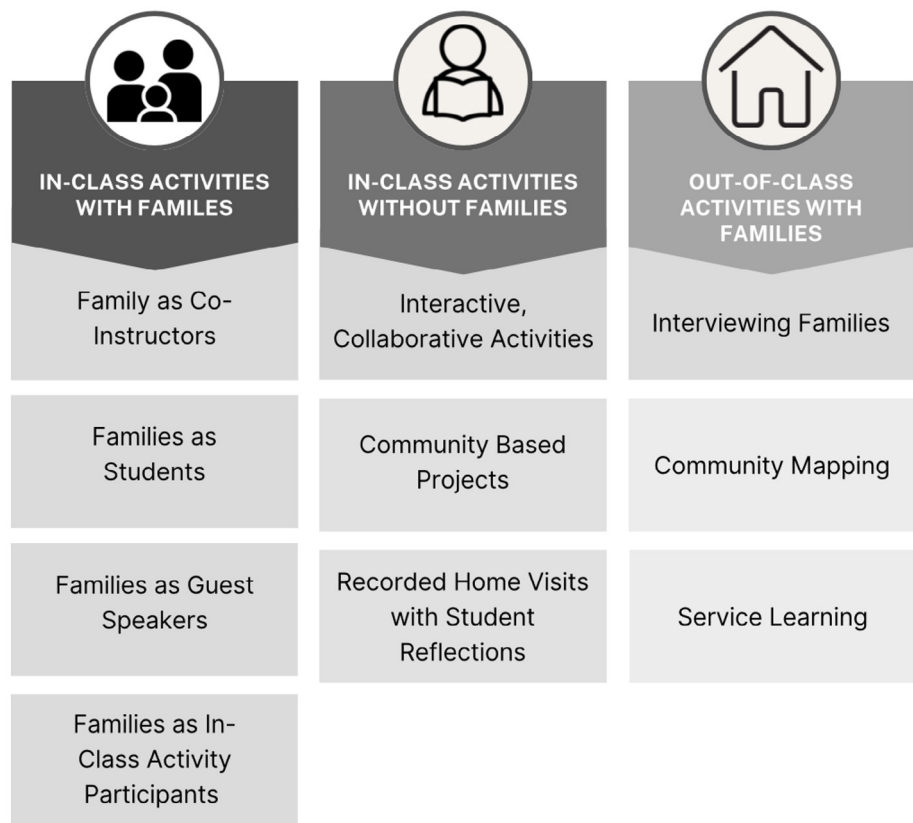 IN-CLASS ACTIVITIES
WITH FAMILES
Family as Co-
Instructors
Families as
Students
Families as Guest
Speakers
Families as In-
Class Activity
Participants
IN-CLASS ACTIVITIES
WITHOUT FAMILIES
Interactive,
Collaborative Activities
Community Based
Projects
Recorded Home Visits
with Student
Reflections
OUT-OF-CLASS
ACTIVITIES WITH
FAMILIES
Interviewing Families
Community Mapping
Service Learning